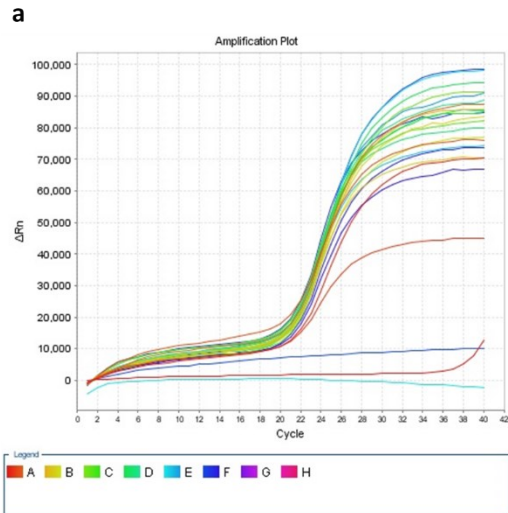 a
Amplification Plot
100,000
90,000
80,000
70,000
60,000
50,000
40,000
30,000
20,000
10,000
0
ΔRn
0 2 4 6 8 10 12 14 16 18 20 22 24 26 28 30 32 34 36 38 40 42
Cycle
Legend
A B C D E F G H